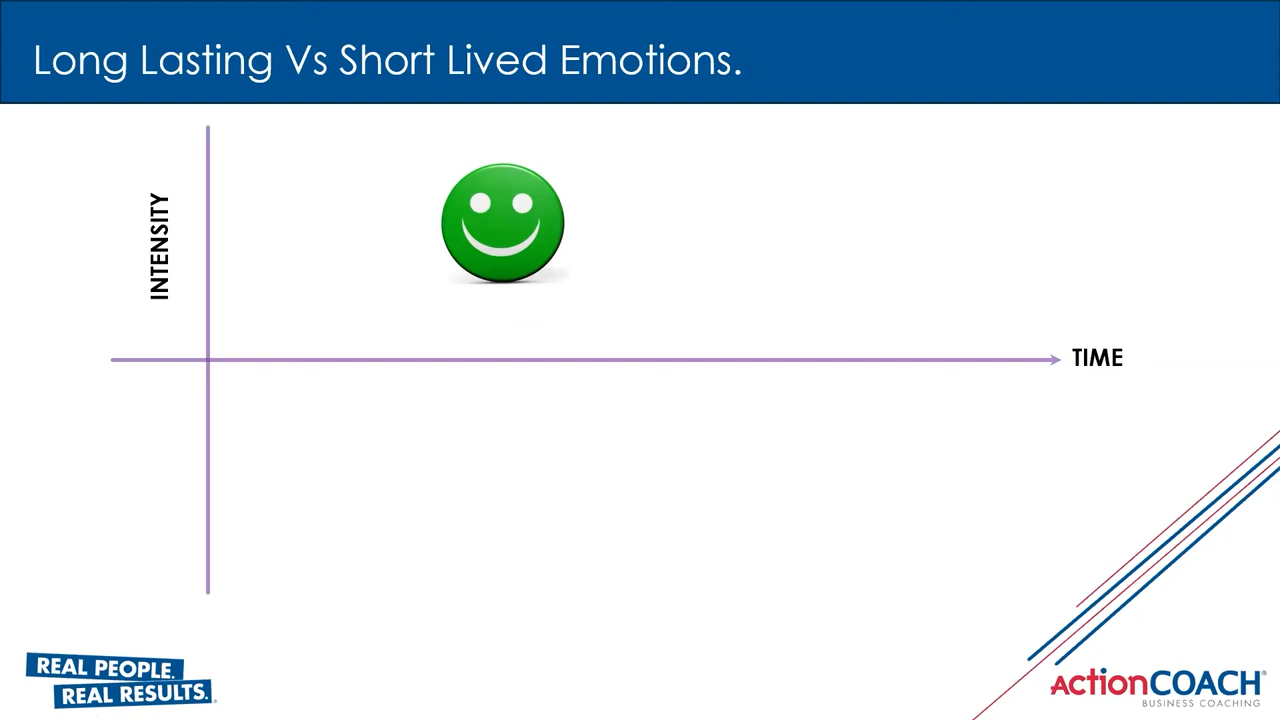 Long Lasting Vs Short Lived Emotions.
INTENSITY
TIME
REAL PEOPLE.
REAL RESULTS.
ActionCOACH®
BUSINESS COACHING